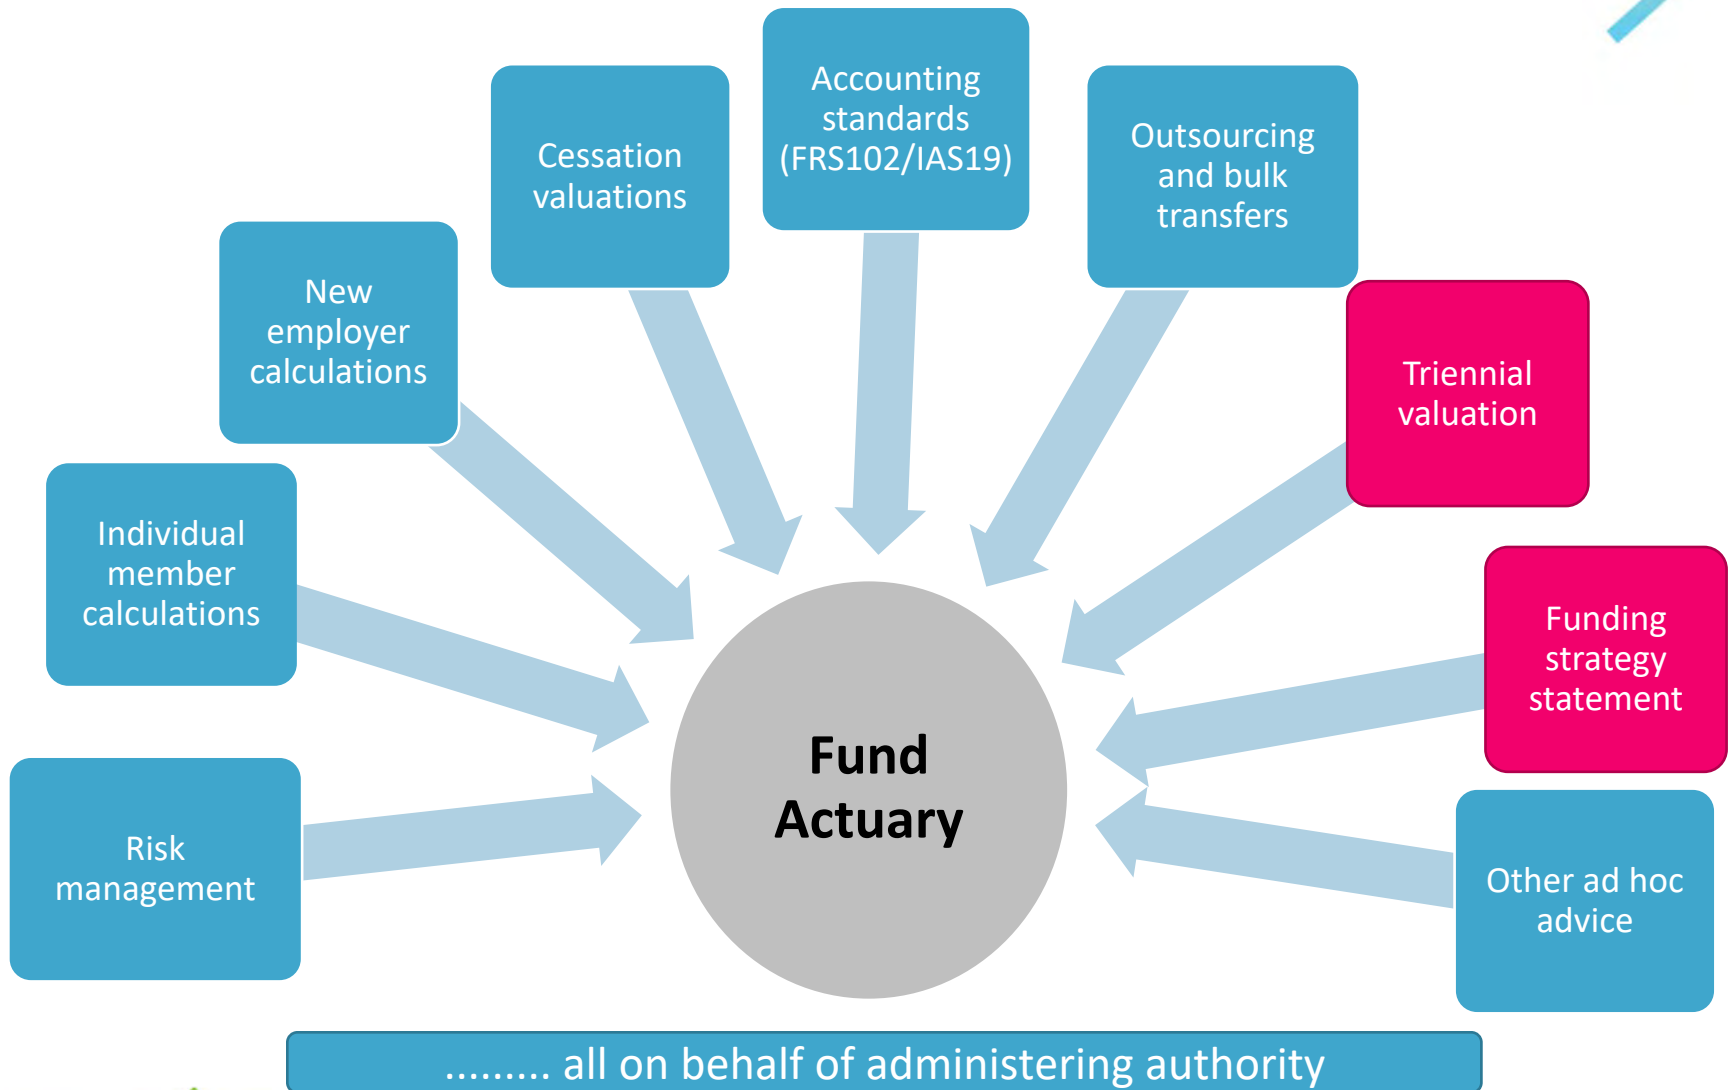 Accounting
standards
(FRS102/IAS19)
Cessation
valuations
Outsourcing
and bulk
transfers
New
employer
calculations
Triennial
valuation
Individual
member
calculations
Funding
strategy
statement
Risk
management
Fund
Actuary
Other ad hoc
advice
......... all on behalf of administering authority